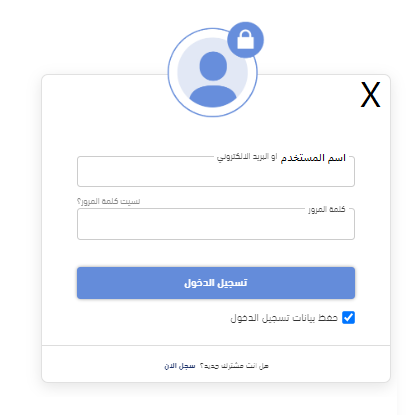 X
اسم المستخدم او البريد الالكتروني
نسيت كلمة المرور؟
كلمة المرور
تسجيل الدخول
حفظ بيانات تسجيل الدخول
هل انت مشترك جديد؟ سجل الان